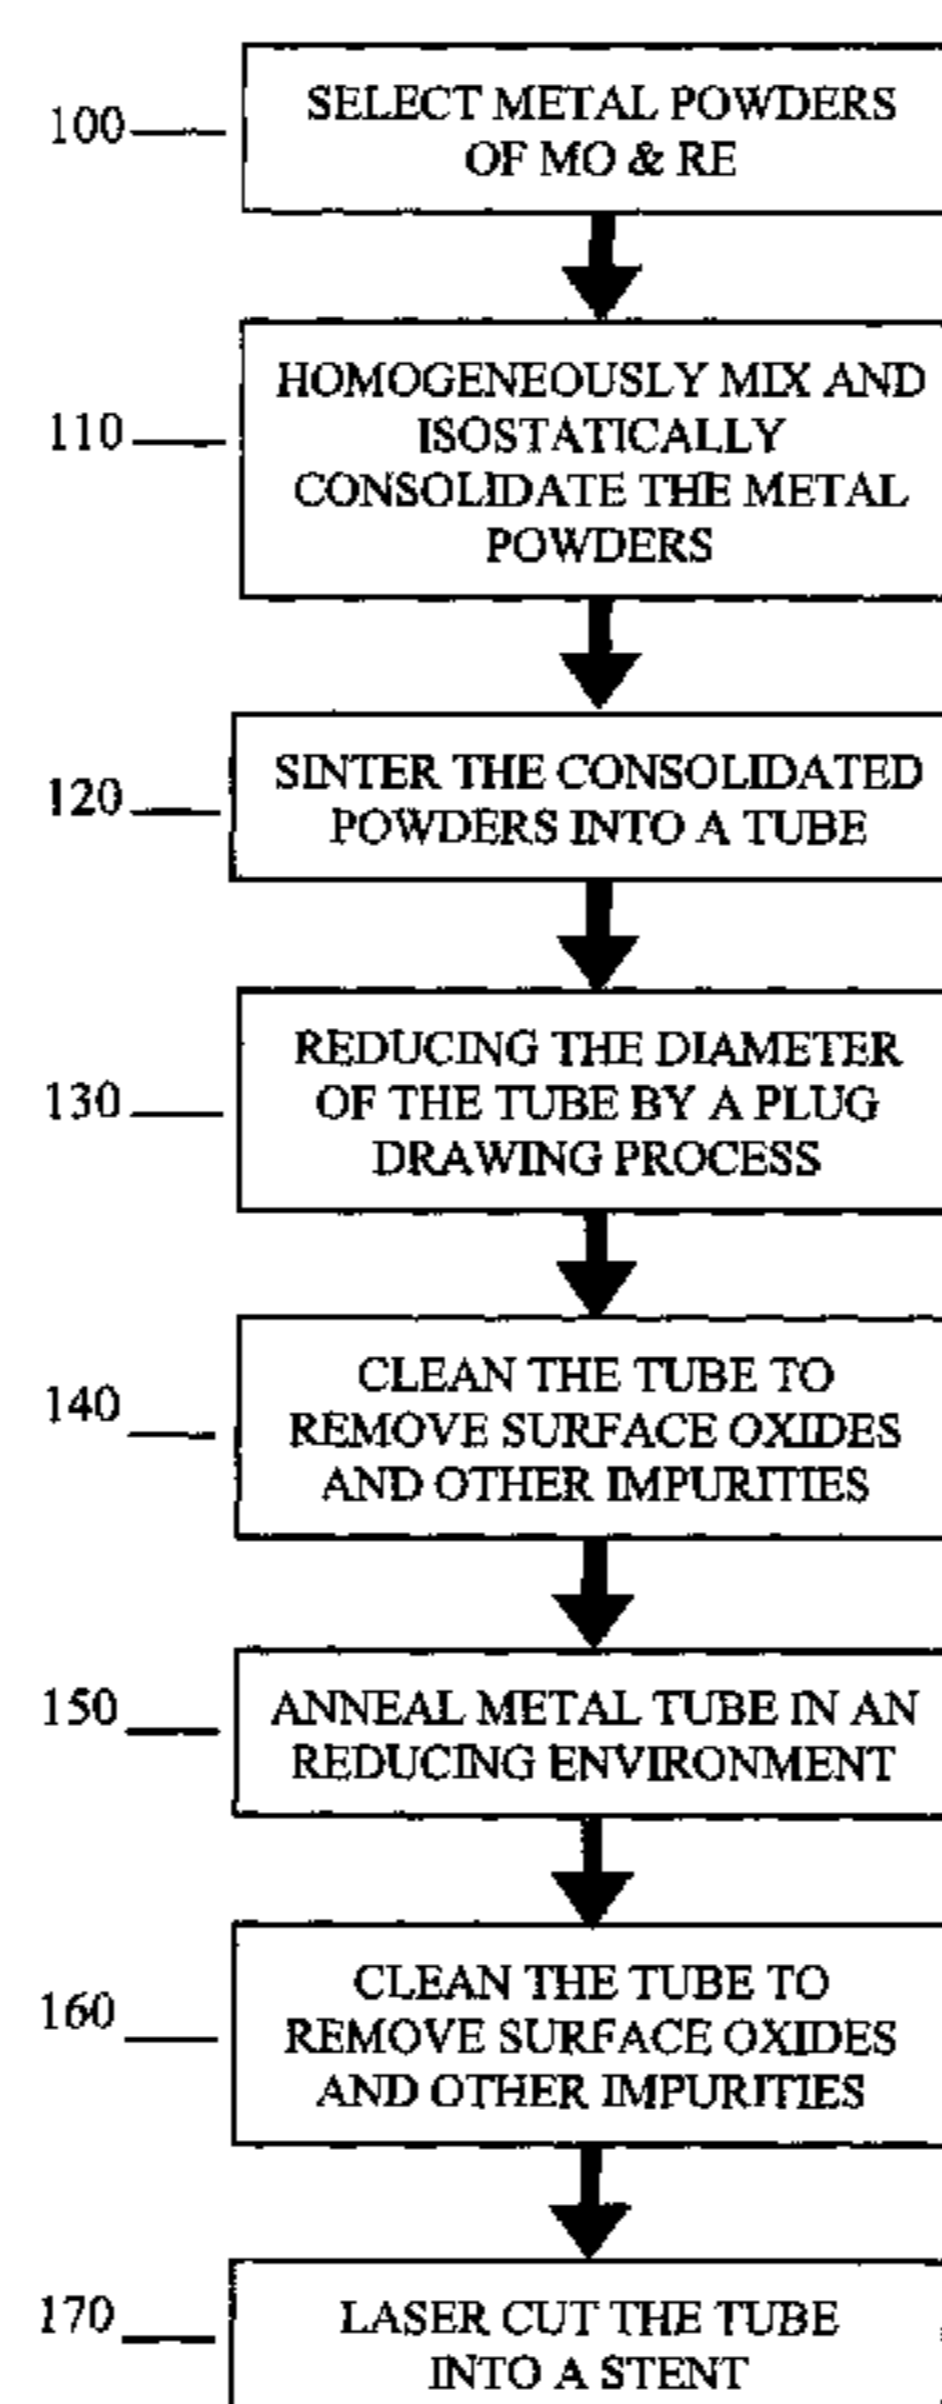 100
SELECT METAL POWDERS
OF MO & RE
110
HOMOGENEOUSLY MIX AND
ISOSTATICALLY
CONSOLIDATE THE METAL
POWDERS
120
SINTER THE CONSOLIDATED
POWDERS INTO A TUBE
130
REDUCING THE DIAMETER
OF THE TUBE BY A PLUG
DRAWING PROCESS
140
CLEAN THE TUBE TO
REMOVE SURFACE OXIDES
AND OTHER IMPURITIES
150
ANNEAL METAL TUBE IN AN
REDUCING ENVIRONMENT
160
CLEAN THE TUBE TO
REMOVE SURFACE OXIDES
AND OTHER IMPURITIES
170
LASER CUT THE TUBE
INTO A STENT